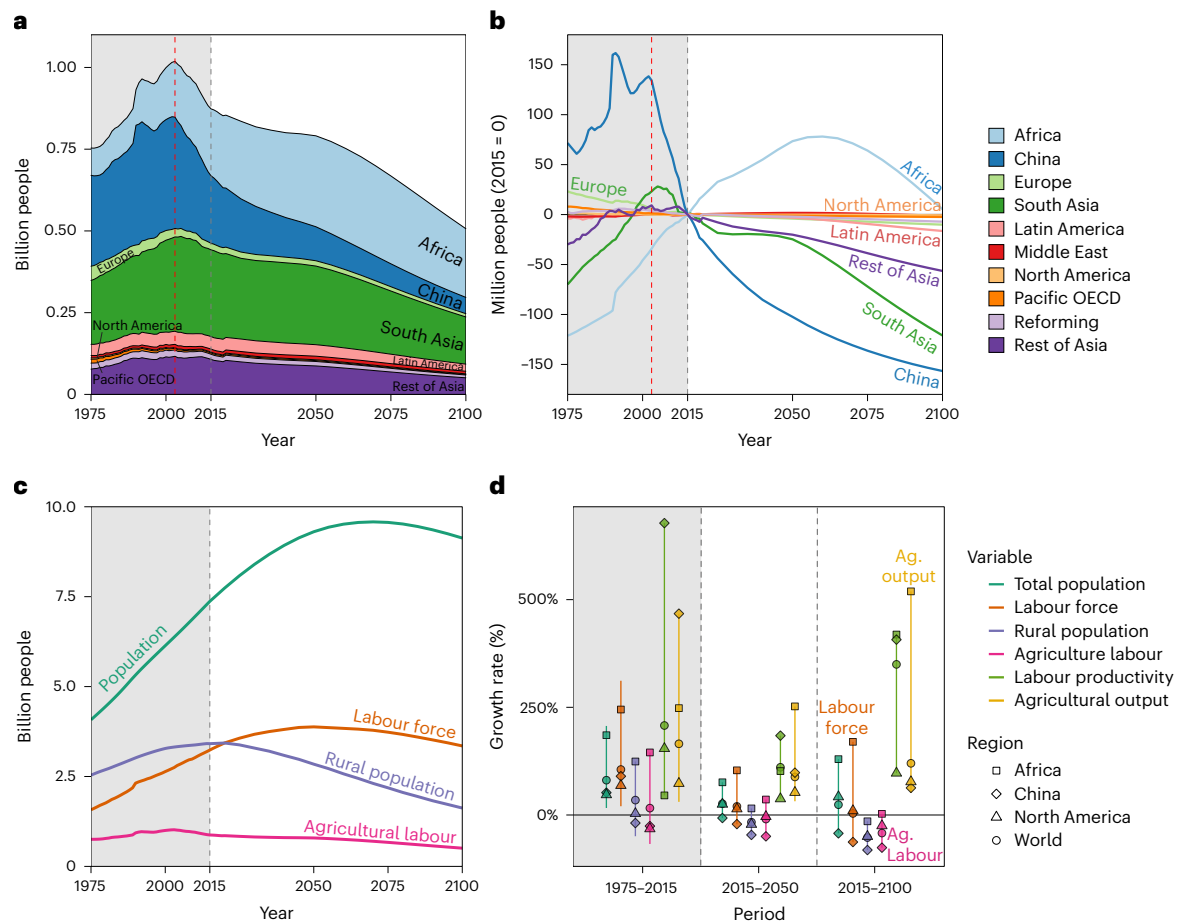 a
Billion people
1.00
0.75
0.50
0.25
0
Africa
China
Europe
South Asia
North America
Latin America
Pacific OECD
Rest of Asia
1975
2000
2015
2050
2075
2100
Year
b
Million people (2015 = 0)
150
100
50
0
−50
−100
−150
Europe
Africa
North America
Latin America
Rest of Asia
South Asia
China
1975
2000
2015
2050
2075
2100
Year
Africa
China
Europe
South Asia
Latin America
Middle East
North America
Pacific OECD
Reforming
Rest of Asia
c
Billion people
10.0
7.5
5.0
2.5
0
Population
Labour force
Rural population
Agricultural labour
1975
2000
2015
2050
2075
2100
Year
d
Growth rate (%)
500%
250%
0%
Ag.
output
Labour
force
Ag.
Labour
1975–2015
2015–2050
2015–2100
Period
Variable
Total population
Labour force
Rural population
Agriculture labour
Labour productivity
Agricultural output
Region
Africa
China
North America
World